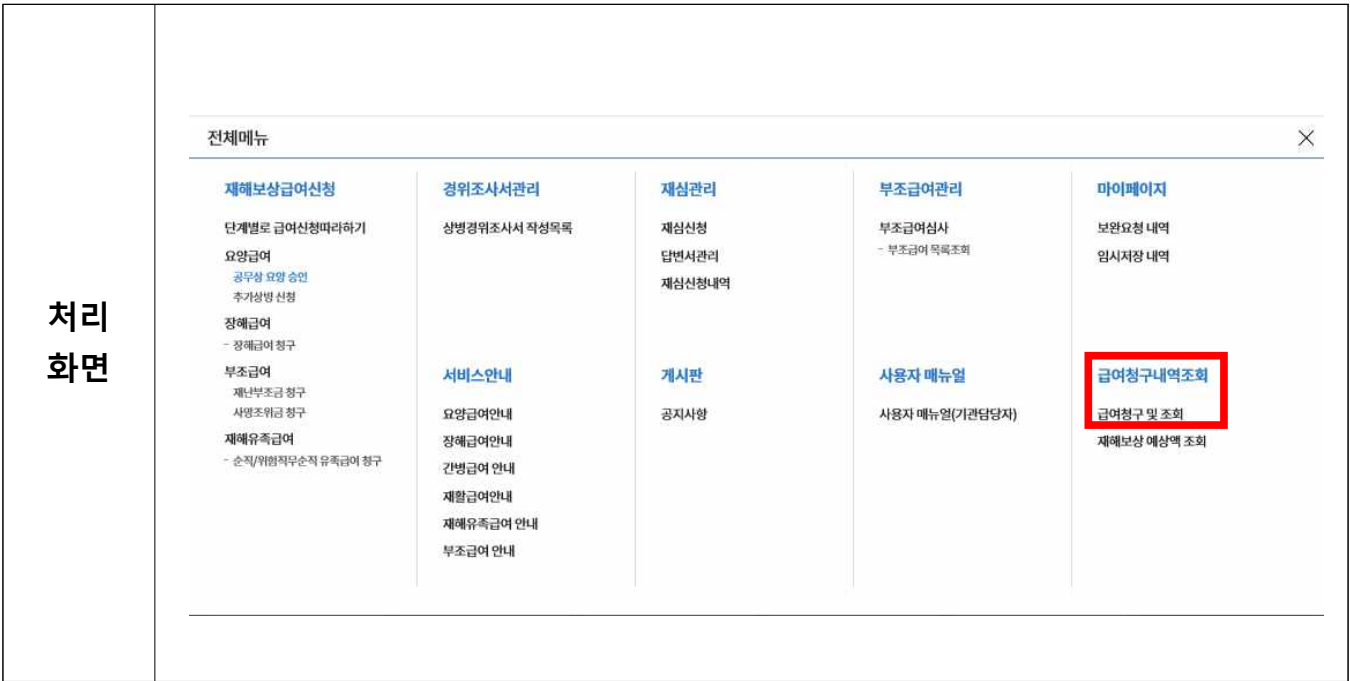 처리
화면
전체메뉴
재해보상급여신청
단계별로 급여신청따라하기
요양급여
공무상 요양 승인
추가상병 신청
장해급여
- 장해급여 청구
부조급여
재난부조금 청구
사망조위금 청구
재해유족급여
- 순직/위험직무순직 유족급여 청구
경위조사서관리
상병경위조사서 작성목록
재심관리
재심신청
답변서관리
재심신청내역
부조급여관리
부조급여심사
- 부조급여 목록조회
마이페이지
보완요청 내역
임시저장 내역
서비스안내
요양급여안내
장해급여안내
간병급여 안내
재활급여안내
재해유족급여 안내
부조급여 안내
게시판
공지사항
사용자 매뉴얼
사용자 매뉴얼(기관담당자)
급여청구내역조회
급여청구 및 조회
재해보상 예상액 조회